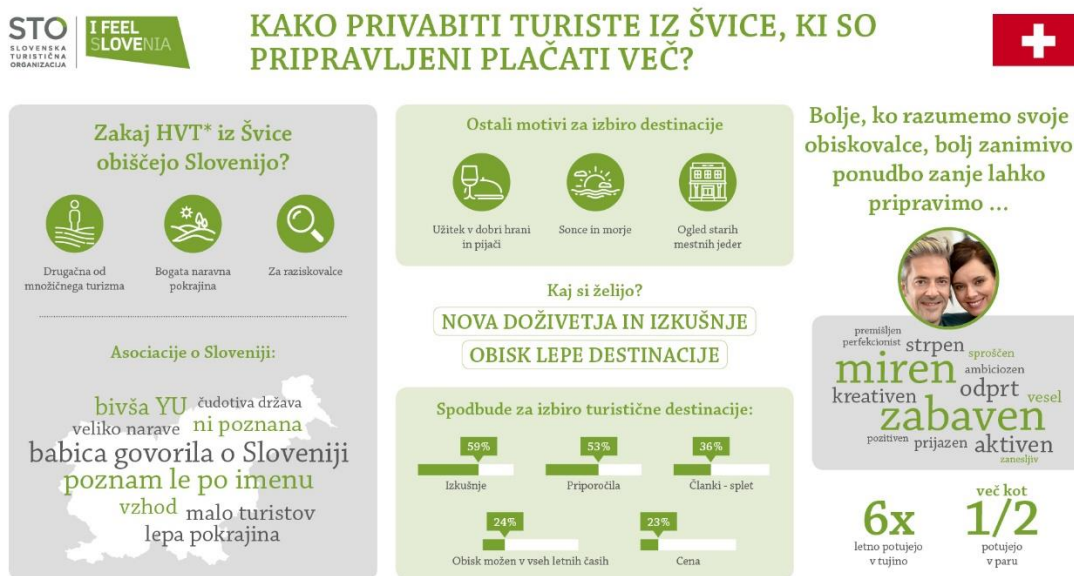 STO
SLOVENSKA
TURISTIČNA
ORGANIZACIJA
I FEEL
SLOVENIA
KAKO PRIVABITI TURISTE IZ ŠVICE, KI SO
PRIPRAVLJENI PLAČATI VEČ?
Zakaj HVT* iz Švice
obiščejo Slovenijo?
Drugačna od
množičnega turizma
Bogata naravna
pokrajina
Za raziskovalce
Asociacije o Sloveniji:
bivša YU
čudotiva država
veliko narave
ni poznana
babica govorila o Sloveniji
poznam le po imenu
vzhod
malo turistov
lepa pokrajina
Ostali motivi za izbiro destinacije
Užitek v dobri hrani
in pijači
Sonce in morje
Ogled starih
mestnih jeder
Kaj si želijo?
NOVA DOŽIVETJA IN IZKUŠNJE
OBISK LEPE DESTINACIJE
Spodbude za izbiro turistične destinacije:
59%
Izkušnje
53%
Priporočila
36%
Članki - splet
24%
Obisk možen v vseh letnih časih
23%
Cena
Bolje, ko razumemo svoje
obiskovalce, bolj zanimivo
ponudbo zanje lahko
pripravimo ...
premišljen
perfekcionist
strpen
sproščen
miren
ambiciozen
kreativen
odprt
vesel
zabaven
pozitiven
prijazen
aktiven
zanesljiv
6x
letno potujejo
v tujino
več kot
1/2
potujejo
v paru